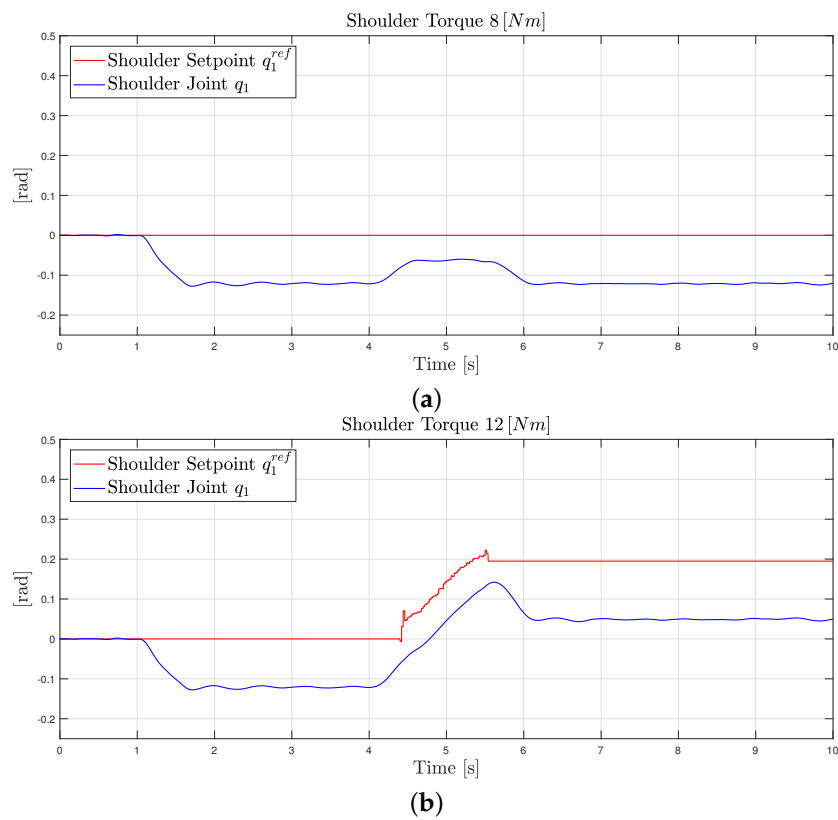 Shoulder Torque 8 [Nm]
0.5
Shoulder Setpoint q_1^{ref}
Shoulder Joint q_1
0.4
0.3
0.2
[rad]
0.1
0
-0.1
-0.2
0 1 2 3 4 5 6 7 8 9 10
Time [s]
(a)
Shoulder Torque 12 [Nm]
0.5
Shoulder Setpoint q_1^{ref}
Shoulder Joint q_1
0.4
0.3
0.2
[rad]
0.1
0
-0.1
-0.2
0 1 2 3 4 5 6 7 8 9 10
Time [s]
(b)